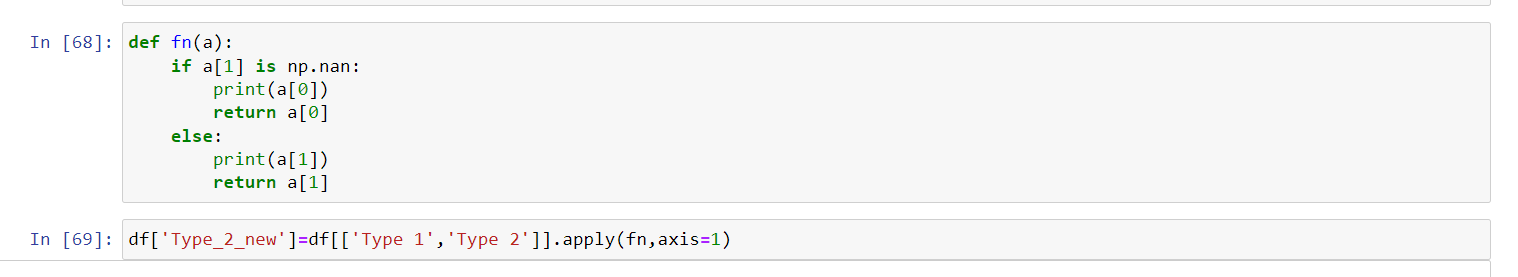 In [68]: def fn(a):
    if a[1] is np.nan:
        print(a[0])
        return a[0]
    else:
        print(a[1])
        return a[1]
In [69]: df['Type_2_new']=df[['Type 1','Type 2']].apply(fn,axis=1)